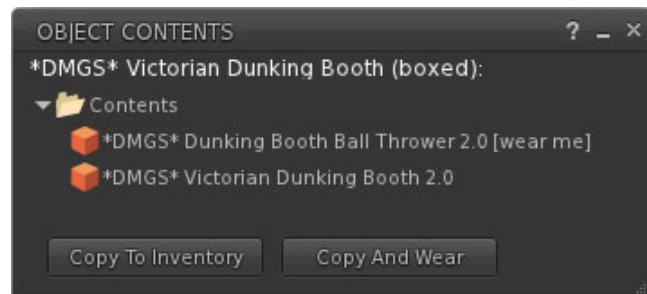 OBJECT CONTENTS ? _ ×
*DMGS* Victorian Dunking Booth (boxed):
Contents
*DMGS* Dunking Booth Ball Thrower 2.0 [wear me]
*DMGS* Victorian Dunking Booth 2.0
Copy To Inventory Copy And Wear